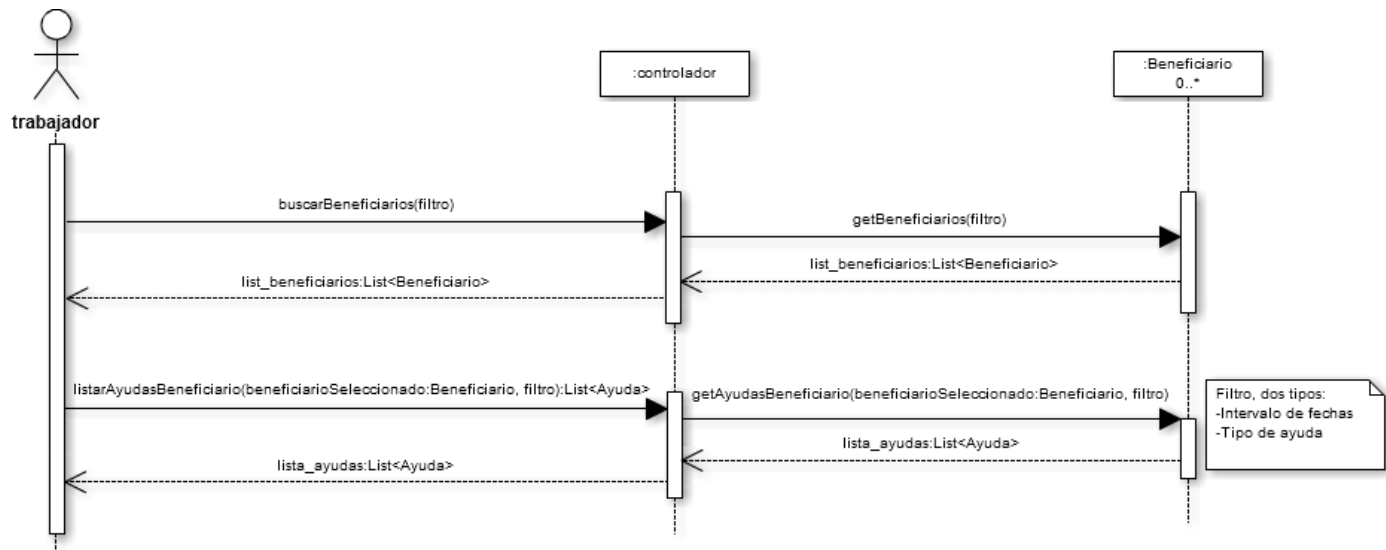 trabajador
:controlador
:Beneficiario
0..*
buscarBeneficiarios(filtro)
getBeneficiarios(filtro)
list_beneficiarios:List<Beneficiario>
list_beneficiarios:List<Beneficiario>
listarAyudasBeneficiario(beneficiarioSeleccionado:Beneficiario, filtro):List<Ayuda>
getAyudasBeneficiario(beneficiarioSeleccionado:Beneficiario, filtro)
Filtro, dos tipos:
-Intervalo de fechas
-Tipo de ayuda
lista_ayudas:List<Ayuda>
lista_ayudas:List<Ayuda>